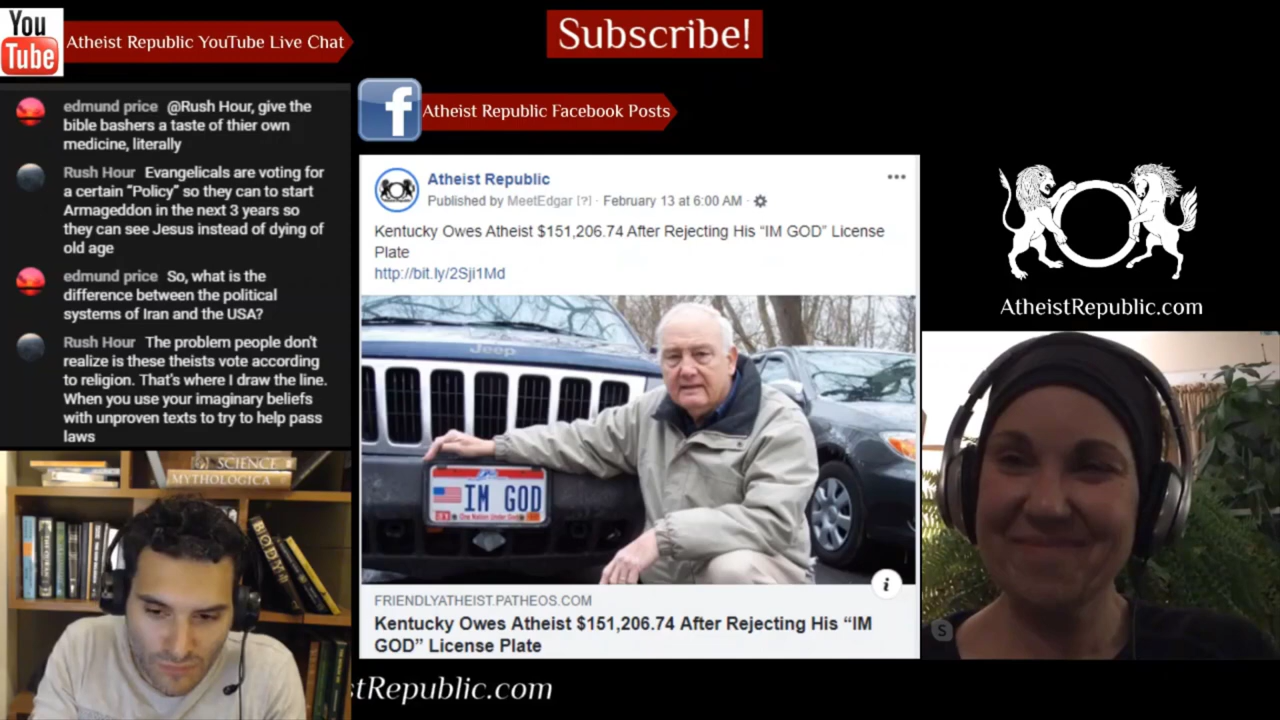 You
Tube
Atheist Republic YouTube Live Chat
Subscribe!
edmund price @Rush Hour, give the
bible bashers a taste of thier own
medicine, literally
Rush Hour Evangelicals are voting for
a certain "Policy" so they can to start
Armageddon in the next 3 years so
they can see Jesus instead of dying of
old age
edmund price So, what is the
difference between the political
systems of Iran and the USA?
Rush Hour The problem people don't
realize is these theists vote according
to religion. That's where I draw the line.
When you use your imaginary beliefs
with unproven texts to try to help pass
laws
f
Atheist Republic Facebook Posts
Atheist Republic
Published by MeetEdgar [?] · February 13 at 6:00 AM ·
Kentucky Owes Atheist $151,206.74 After Rejecting His “IM GOD” License
Plate
http://bit.ly/2Sji1Md
Jeep
IM GOD
One Nation Under God
i
FRIENDLYATHEIST.PATHEOS.COM
Kentucky Owes Atheist $151,206.74 After Rejecting His “IM
GOD” License Plate
AtheistRepublic.com
S
SCIENCE
MYTHOLOGICA
BODY
tRepublic.com